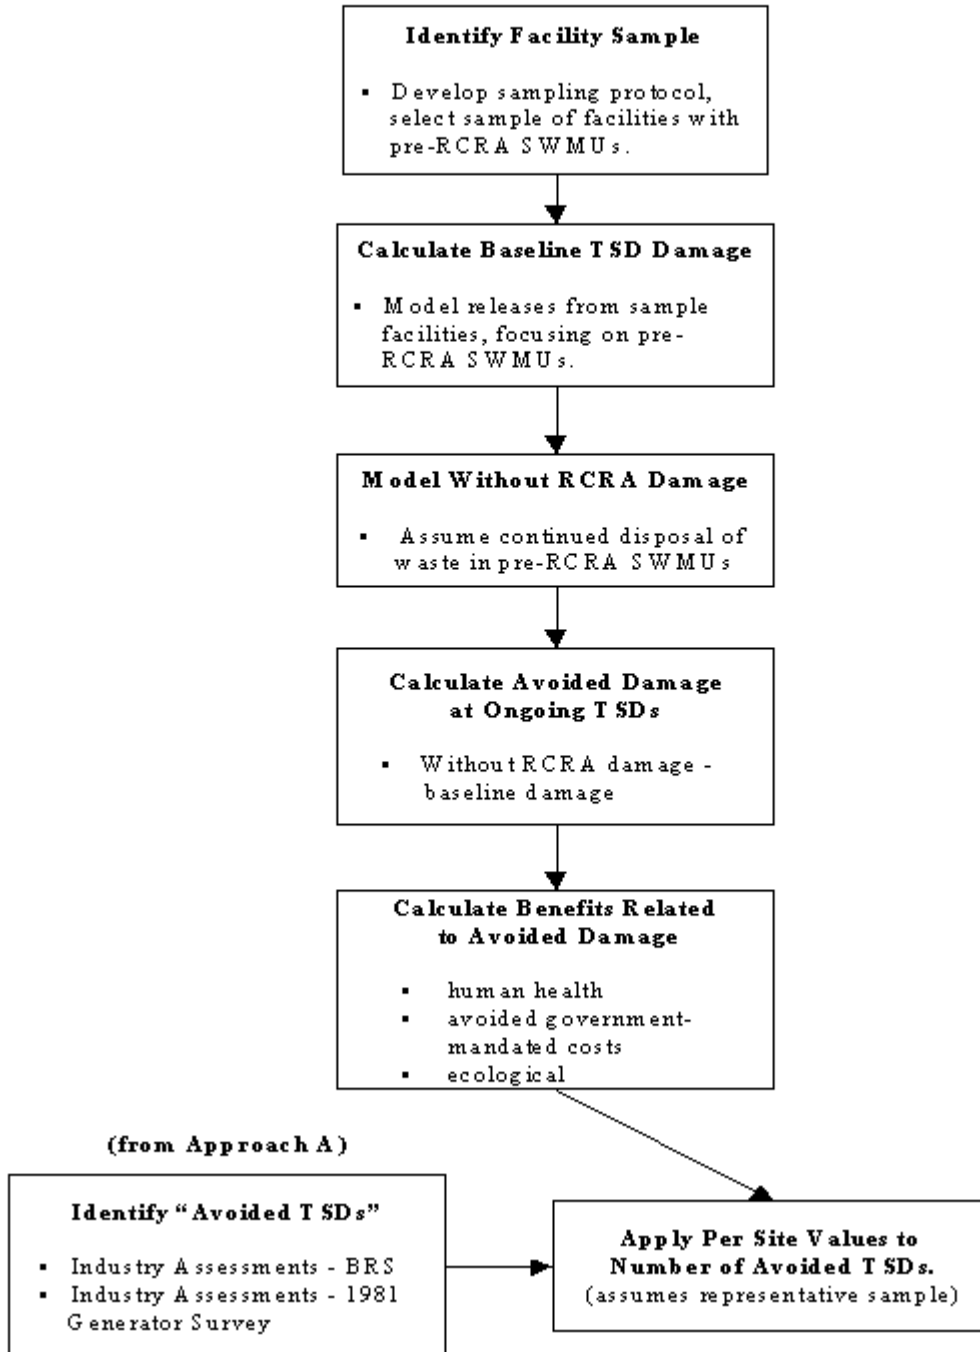 Identify Facility Sample
▪ Develop sampling protocol,
select sample of facilities with
pre-RCRA SWMUs.
Calculate Baseline TSD Damage
▪ Model releases from sample
facilities, focusing on pre-
RCRA SWMUs.
Model Without RCRA Damage
▪ Assume continued disposal of
waste in pre-RCRA SWMUs
Calculate Avoided Damage
at Ongoing TSDs
▪ Without RCRA damage -
baseline damage
Calculate Benefits Related
to Avoided Damage
▪ human health
▪ avoided government-
mandated costs
▪ ecological
(from Approach A)
Identify “Avoided TSDs”
▪ Industry Assessments - BRS
▪ Industry Assessments - 1981
Generator Survey
Apply Per Site Values to
Number of Avoided TSDs.
(assumes representative sample)